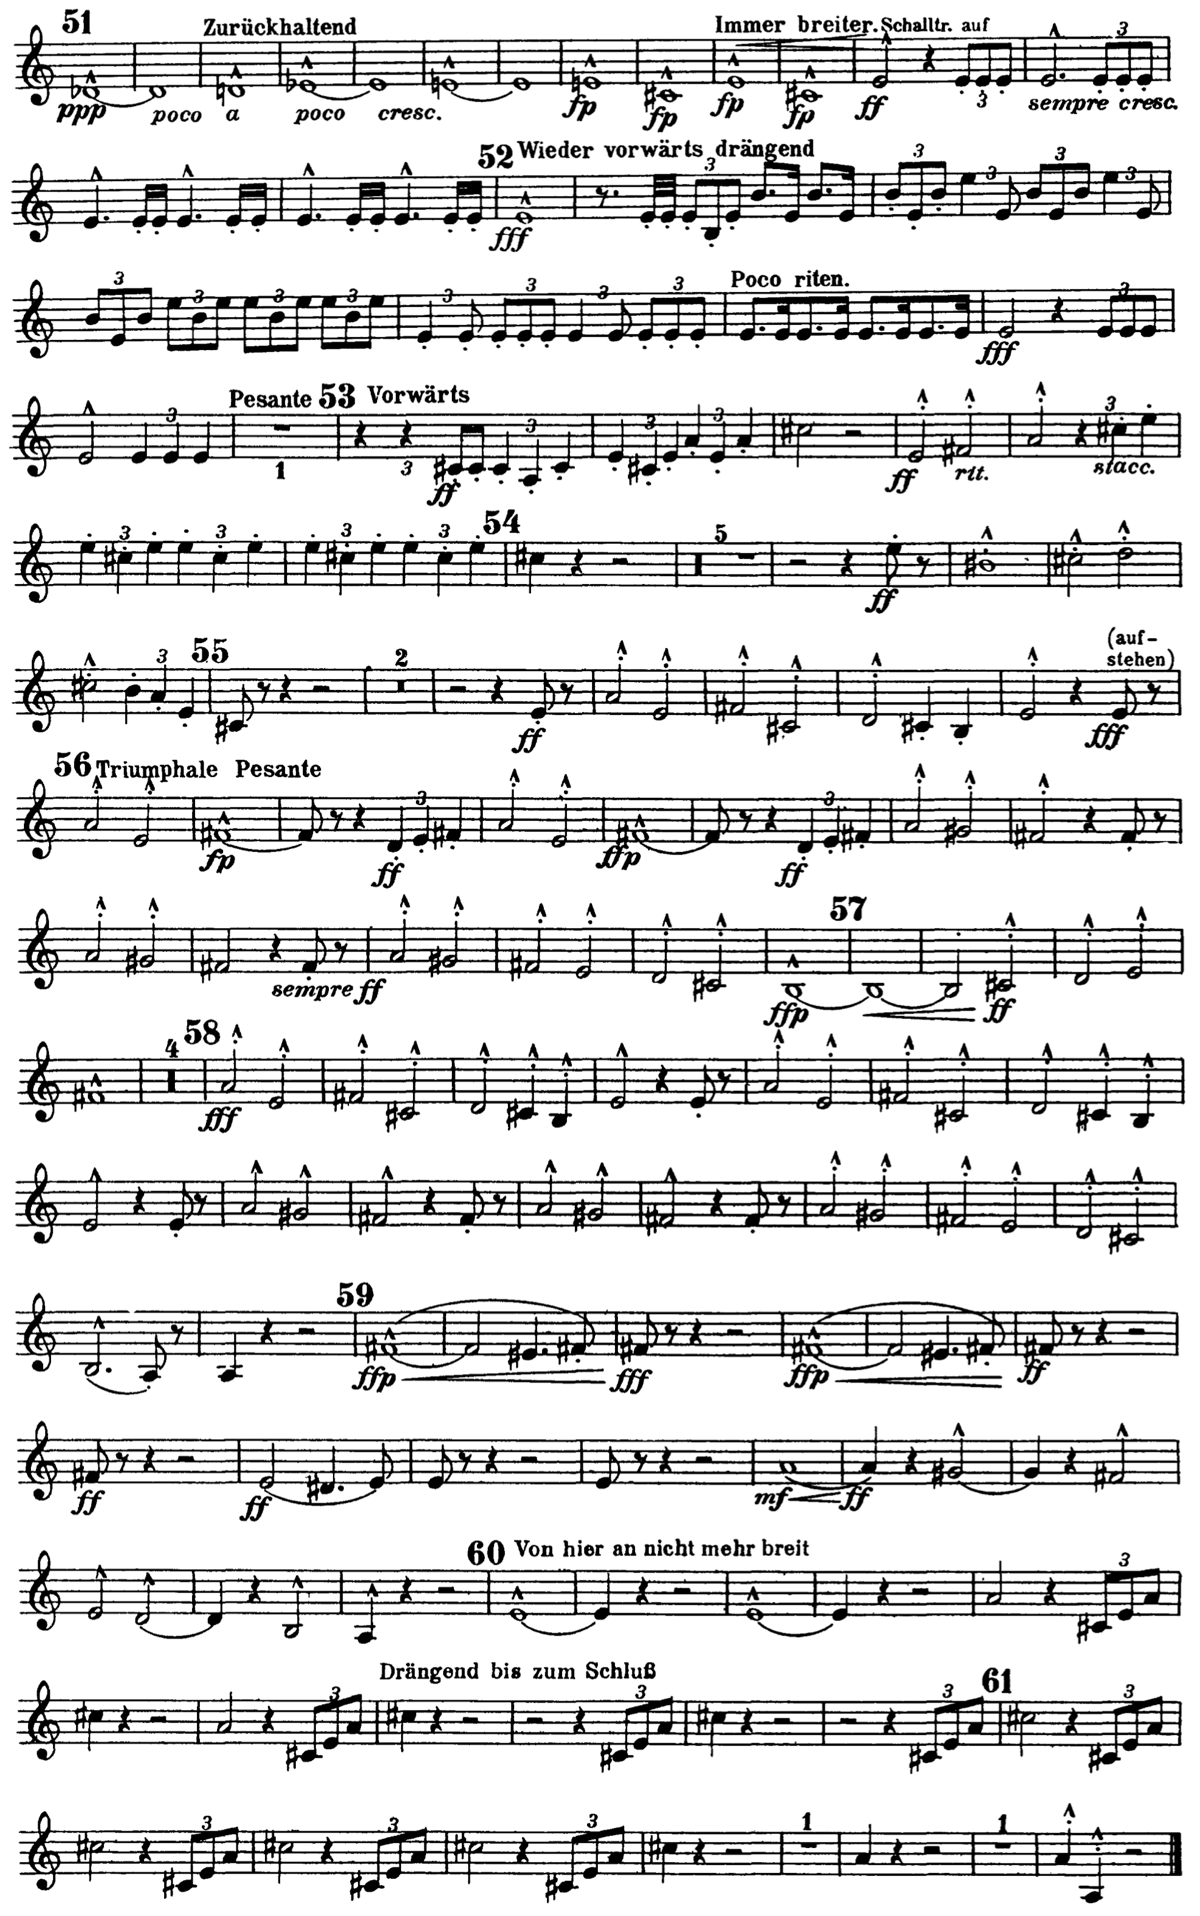 51 Zurückhaltend Immer breiter. Schalltr. auf
3 3
ppp poco a poco cresc. fp fp fp fp ff sempre cresc.
52 Wieder vorwärts drängend
3 3 3 3 3
fff
Poco riten.
3 3 3 3 3 3 3 3 3
fff
Pesante 53 Vorwärts
3 1 3 3 3 3 3
ff ff rit. stacc.
54
3 3 3 3 5
ff
55 (auf-
stehen)
3 2
ff fff
56 Triumphale Pesante
3 3
fp ff ffp ff
57
sempre ff ffp ff
58
4
fff
59
ffp fff ffp ff
ff ff mf ff
60 Von hier an nicht mehr breit
3
Drängend bis zum Schluß 61
3 3 3 3
3 3 3 1 1